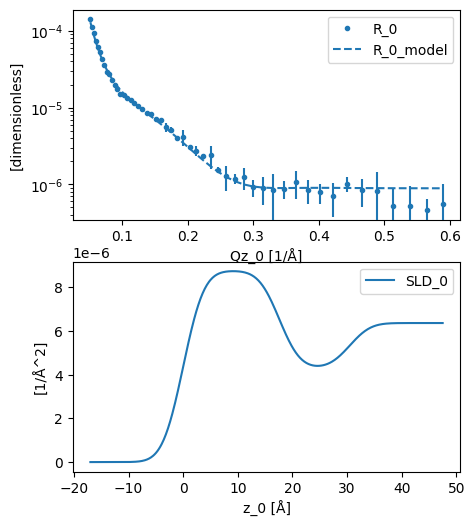 10⁻⁴
10⁻⁵
10⁻⁶
[dimensionless]
R_0
R_0_model
0.1 0.2 0.3 0.4 0.5 0.6
Qz_0 [1/Å]
1e−6
8
6
4
2
0
[1/Å^2]
SLD_0
−20 −10 0 10 20 30 40 50
z_0 [Å]